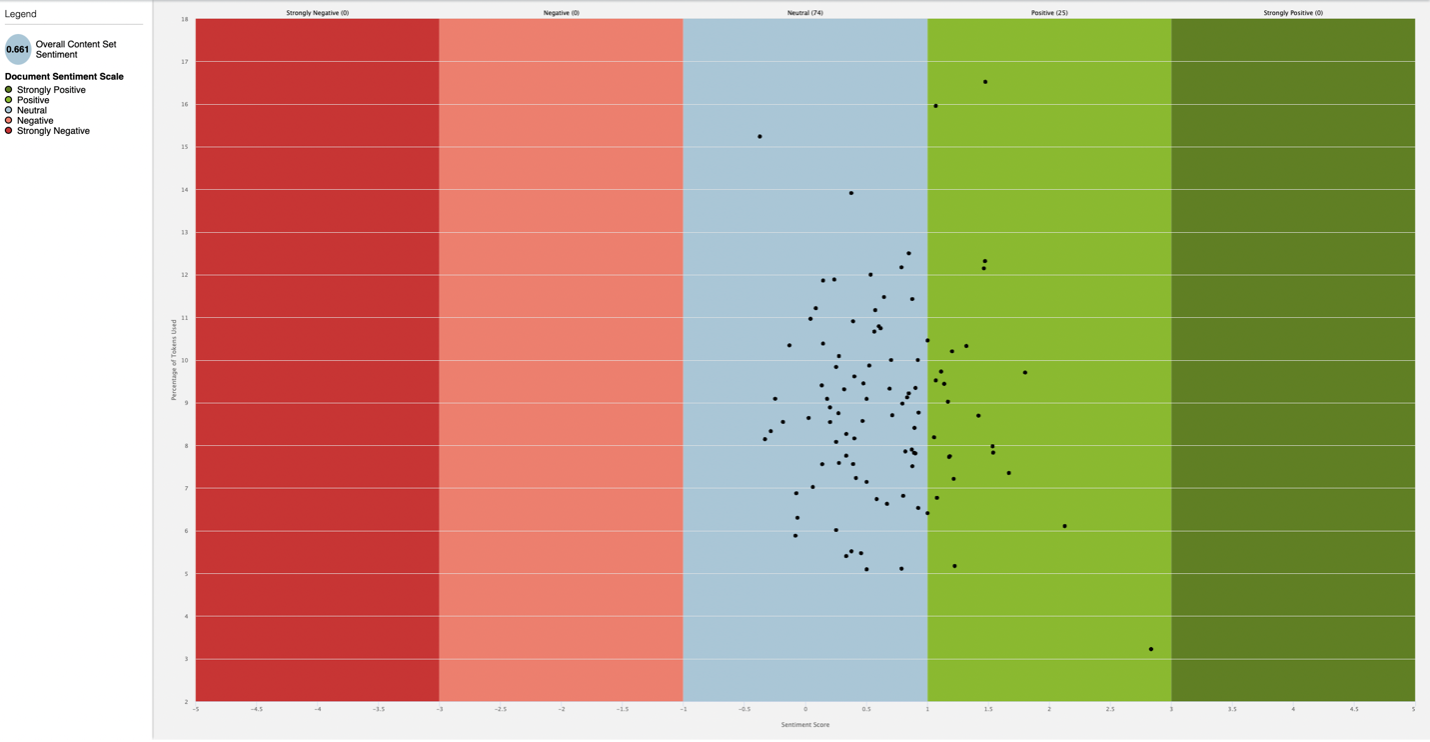 Legend
0.661
Overall Content Set
Sentiment
Document Sentiment Scale
Strongly Positive
Positive
Neutral
Negative
Strongly Negative
Strongly Negative (0)
Negative (0)
Neutral (74)
Positive (25)
Strongly Positive (0)
18
17
16
15
14
13
12
11
10
9
8
7
6
5
4
3
2
Percentage of Tokens Used
−5
−4.5
−4
−3.5
−3
−2.5
−2
−1.5
−1
−0.5
0
0.5
1
1.5
2
2.5
3
3.5
4
4.5
5
Sentiment Score